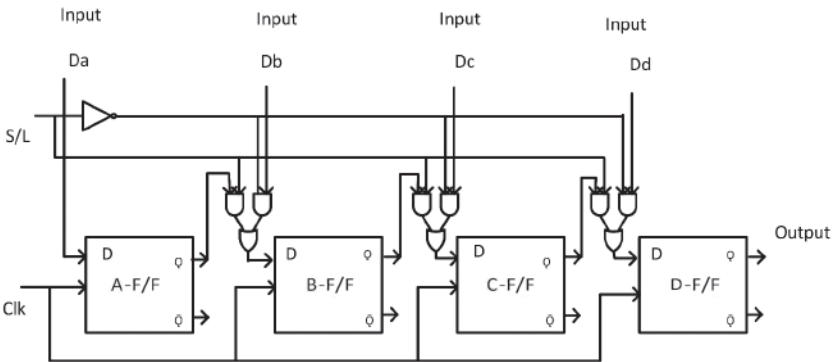 Input
Input
Input
Input
Da
Db
Dc
Dd
S/L
D
Q
D
Q
D
Q
D
Q
Output
A-F/F
B-F/F
C-F/F
D-F/F
Clk
Q̄
Q̄
Q̄
Q̄